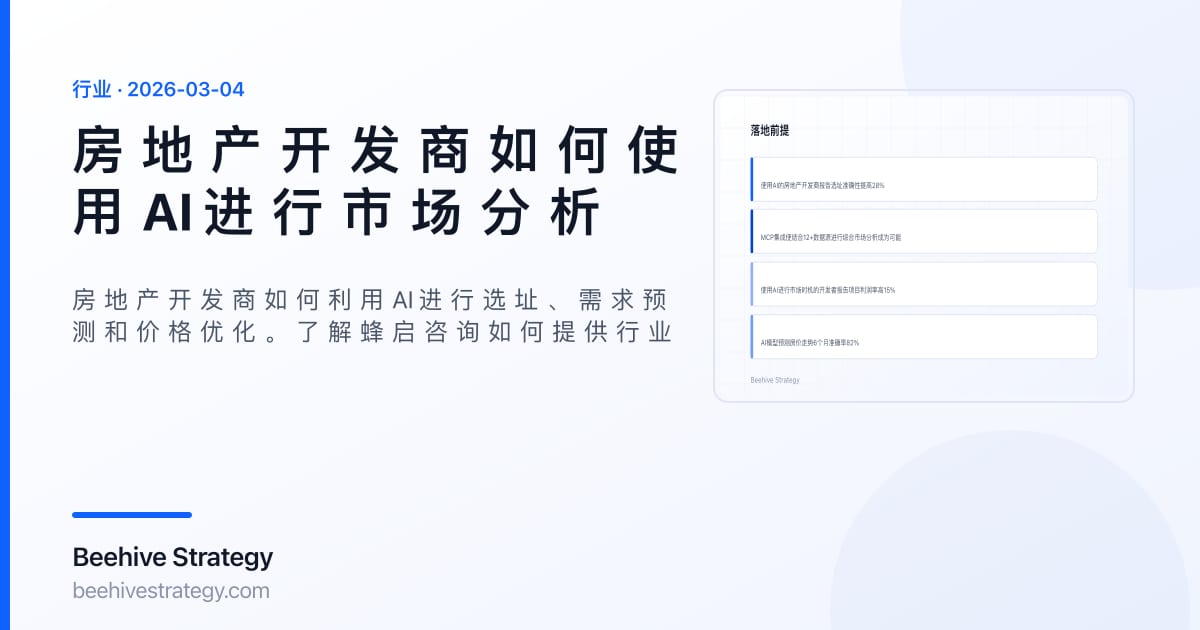 行业 · 2026-03-04
房地产开发商如何使
用 AI 进行市场分析
房地产开发商如何利用 AI 进行选址、需求预
测和价格优化。了解蜂启咨询如何提供行业
落地前提
使用AI的房地产开发商报告选址准确性提高28%
MCP集成使结合12+数据源进行综合市场分析成为可能
使用AI进行市场时机的开发者报告项目利润率高15%
AI模型预测房价走势6个月准确率82%
Beehive Strategy
Beehive Strategy
beehivestrategy.com